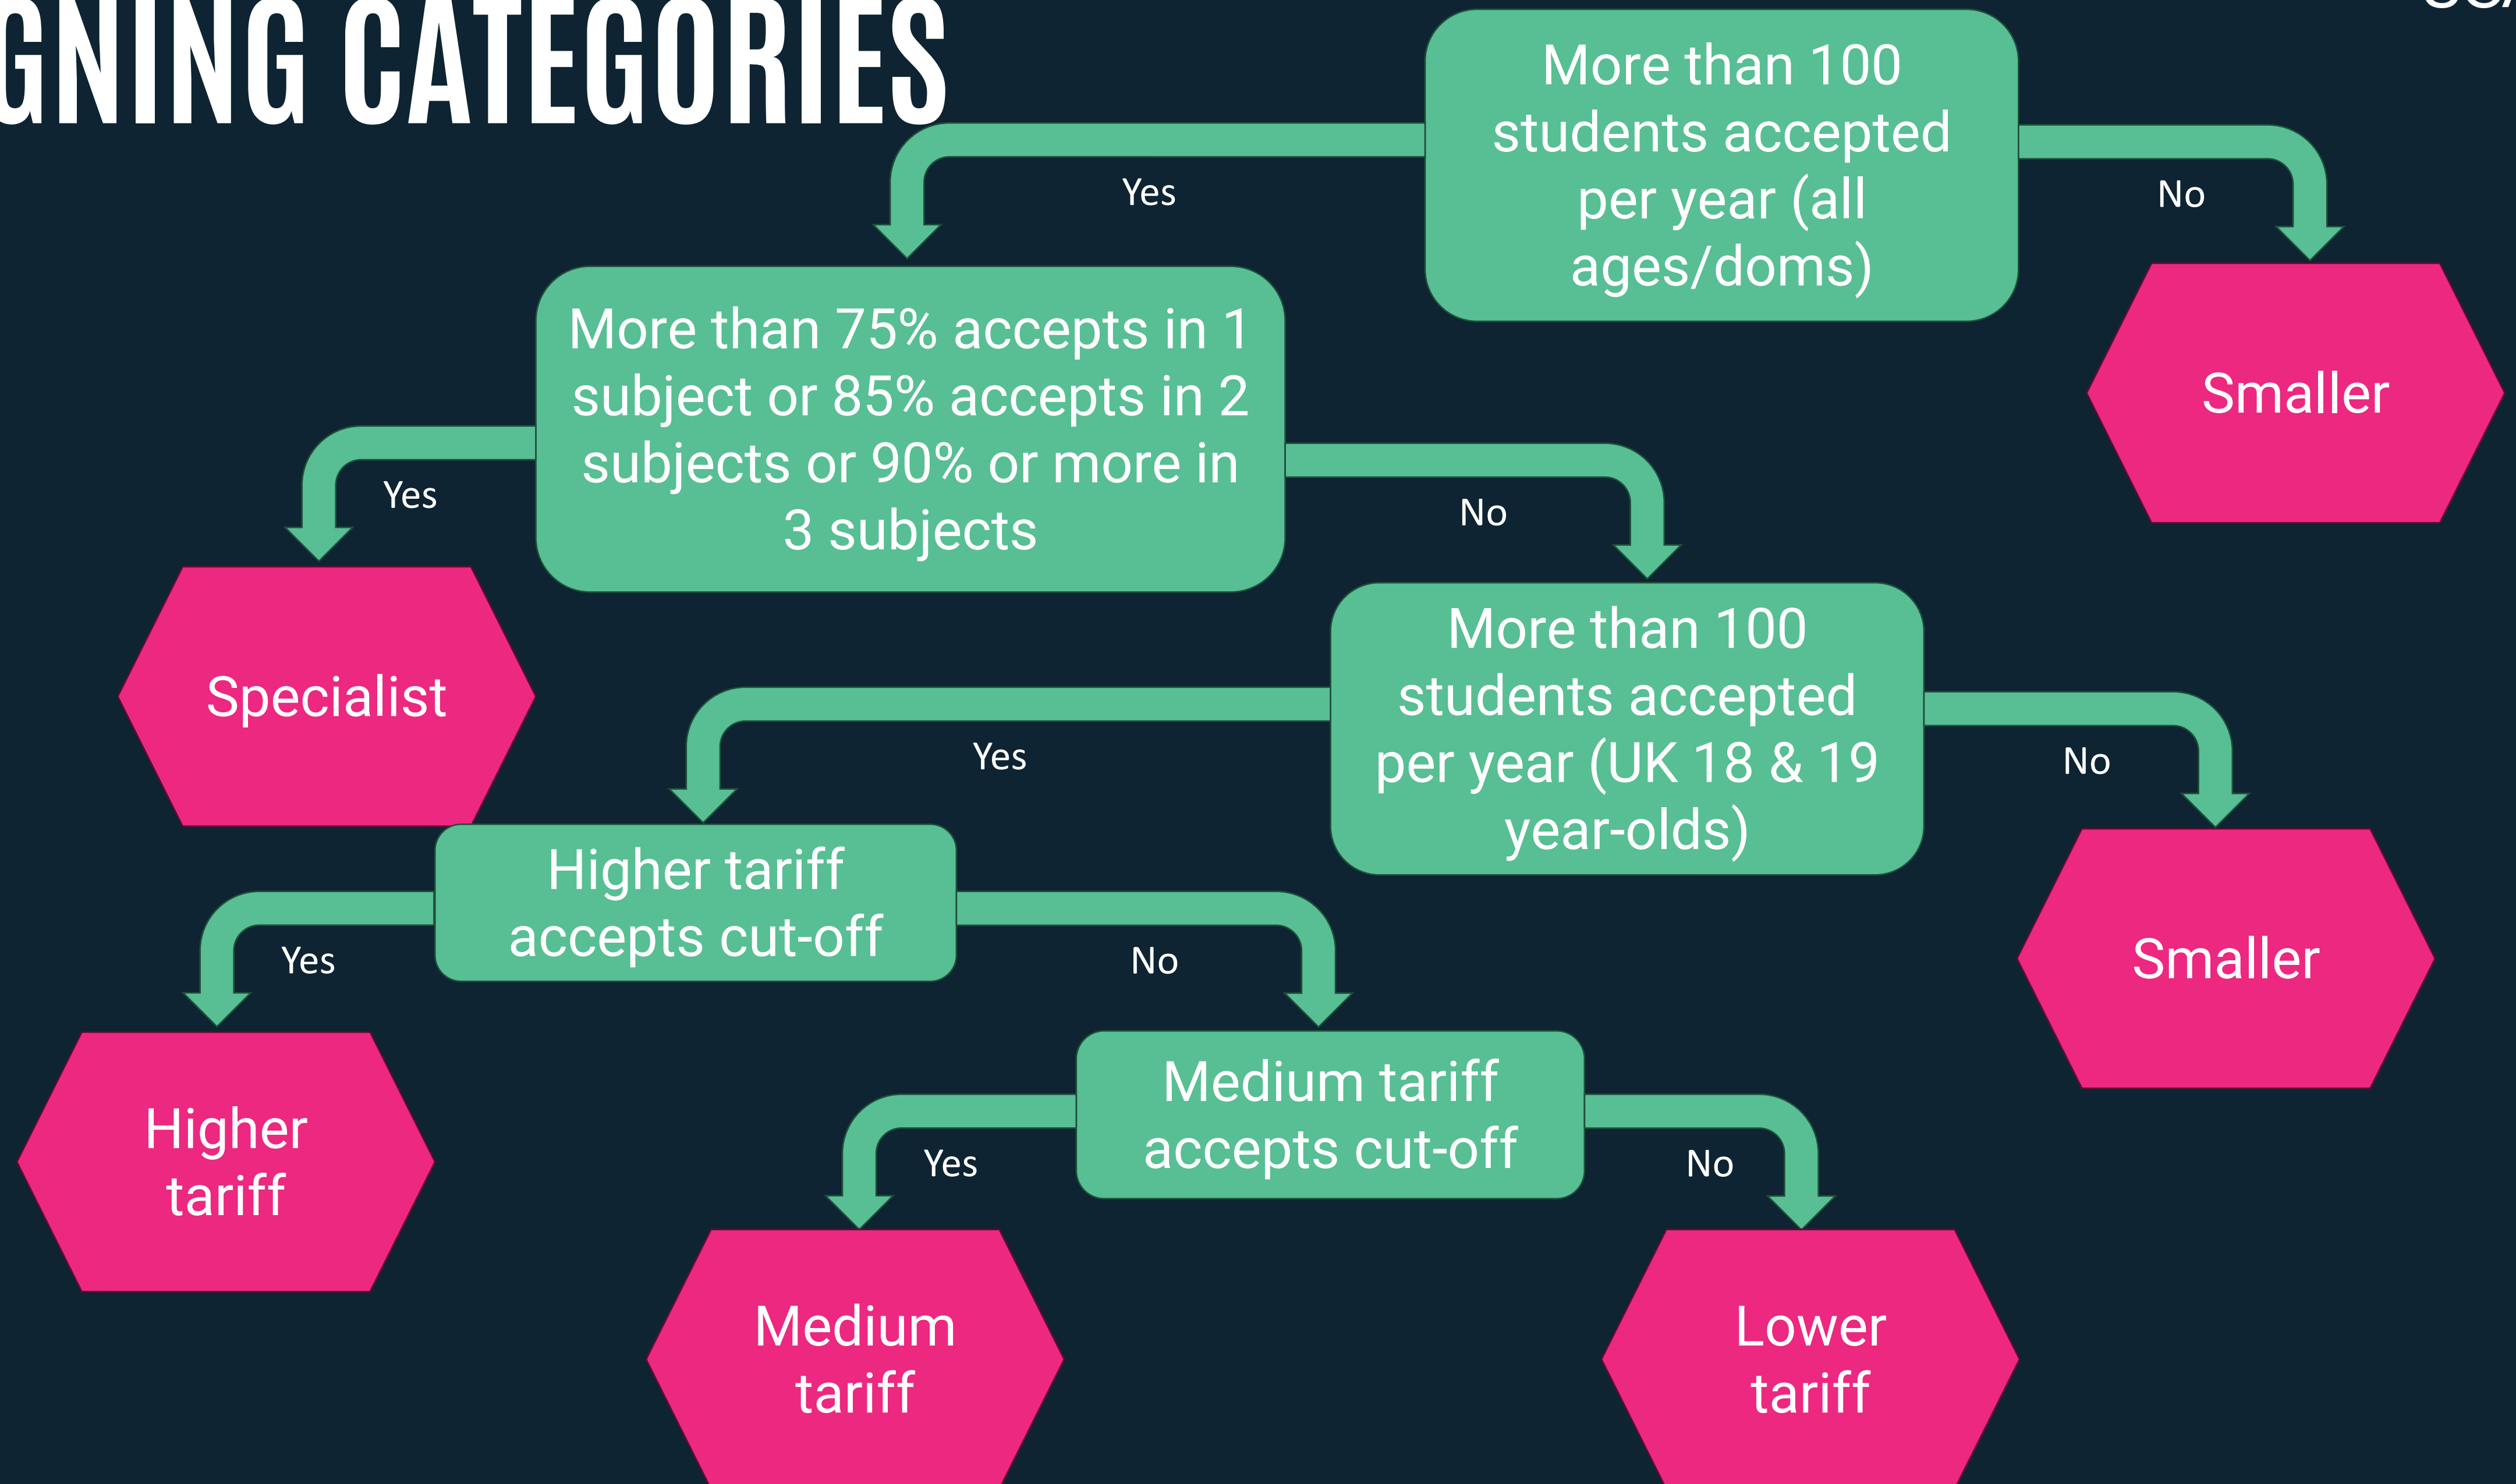 GNING CATEGORIES
More than 100
students accepted
per year (all
ages/doms)
Yes
No
More than 75% accepts in 1
subject or 85% accepts in 2
subjects or 90% or more in
3 subjects
Smaller
Yes
No
Specialist
More than 100
students accepted
per year (UK 18 & 19
year-olds)
Yes
No
Higher tariff
accepts cut-off
Smaller
Yes
No
Higher
tariff
Medium tariff
accepts cut-off
Yes
No
Medium
tariff
Lower
tariff